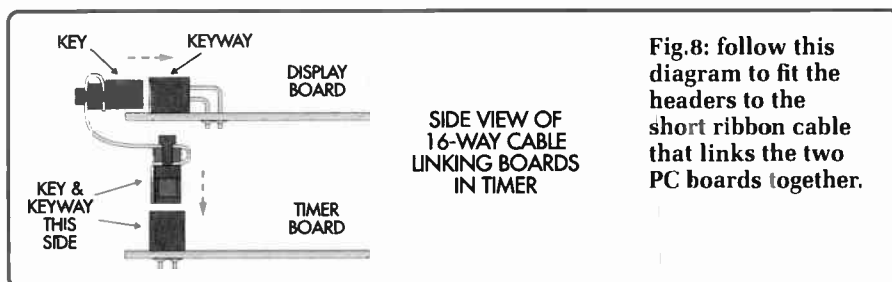 KEY
KEYWAY
DISPLAY
BOARD
KEY &
KEYWAY
THIS
SIDE
TIMER
BOARD
SIDE VIEW OF
16-WAY CABLE
LINKING BOARDS
IN TIMER
Fig.8: follow this
diagram to fit the
headers to the
short ribbon cable
that links the two
PC boards together.